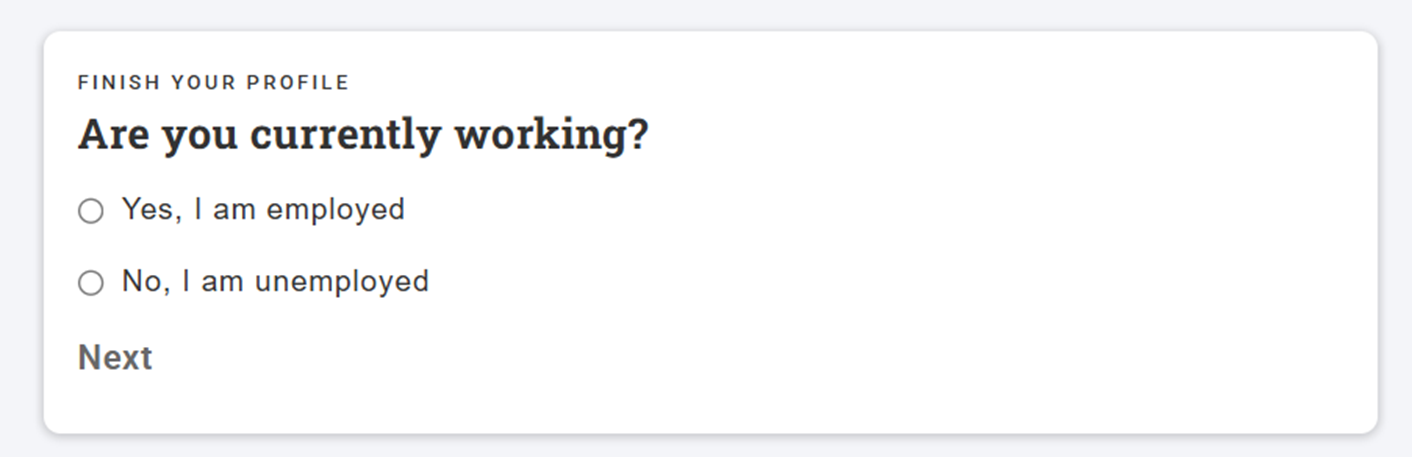 FINISH YOUR PROFILE
Are you currently working?
Yes, I am employed
No, I am unemployed
Next